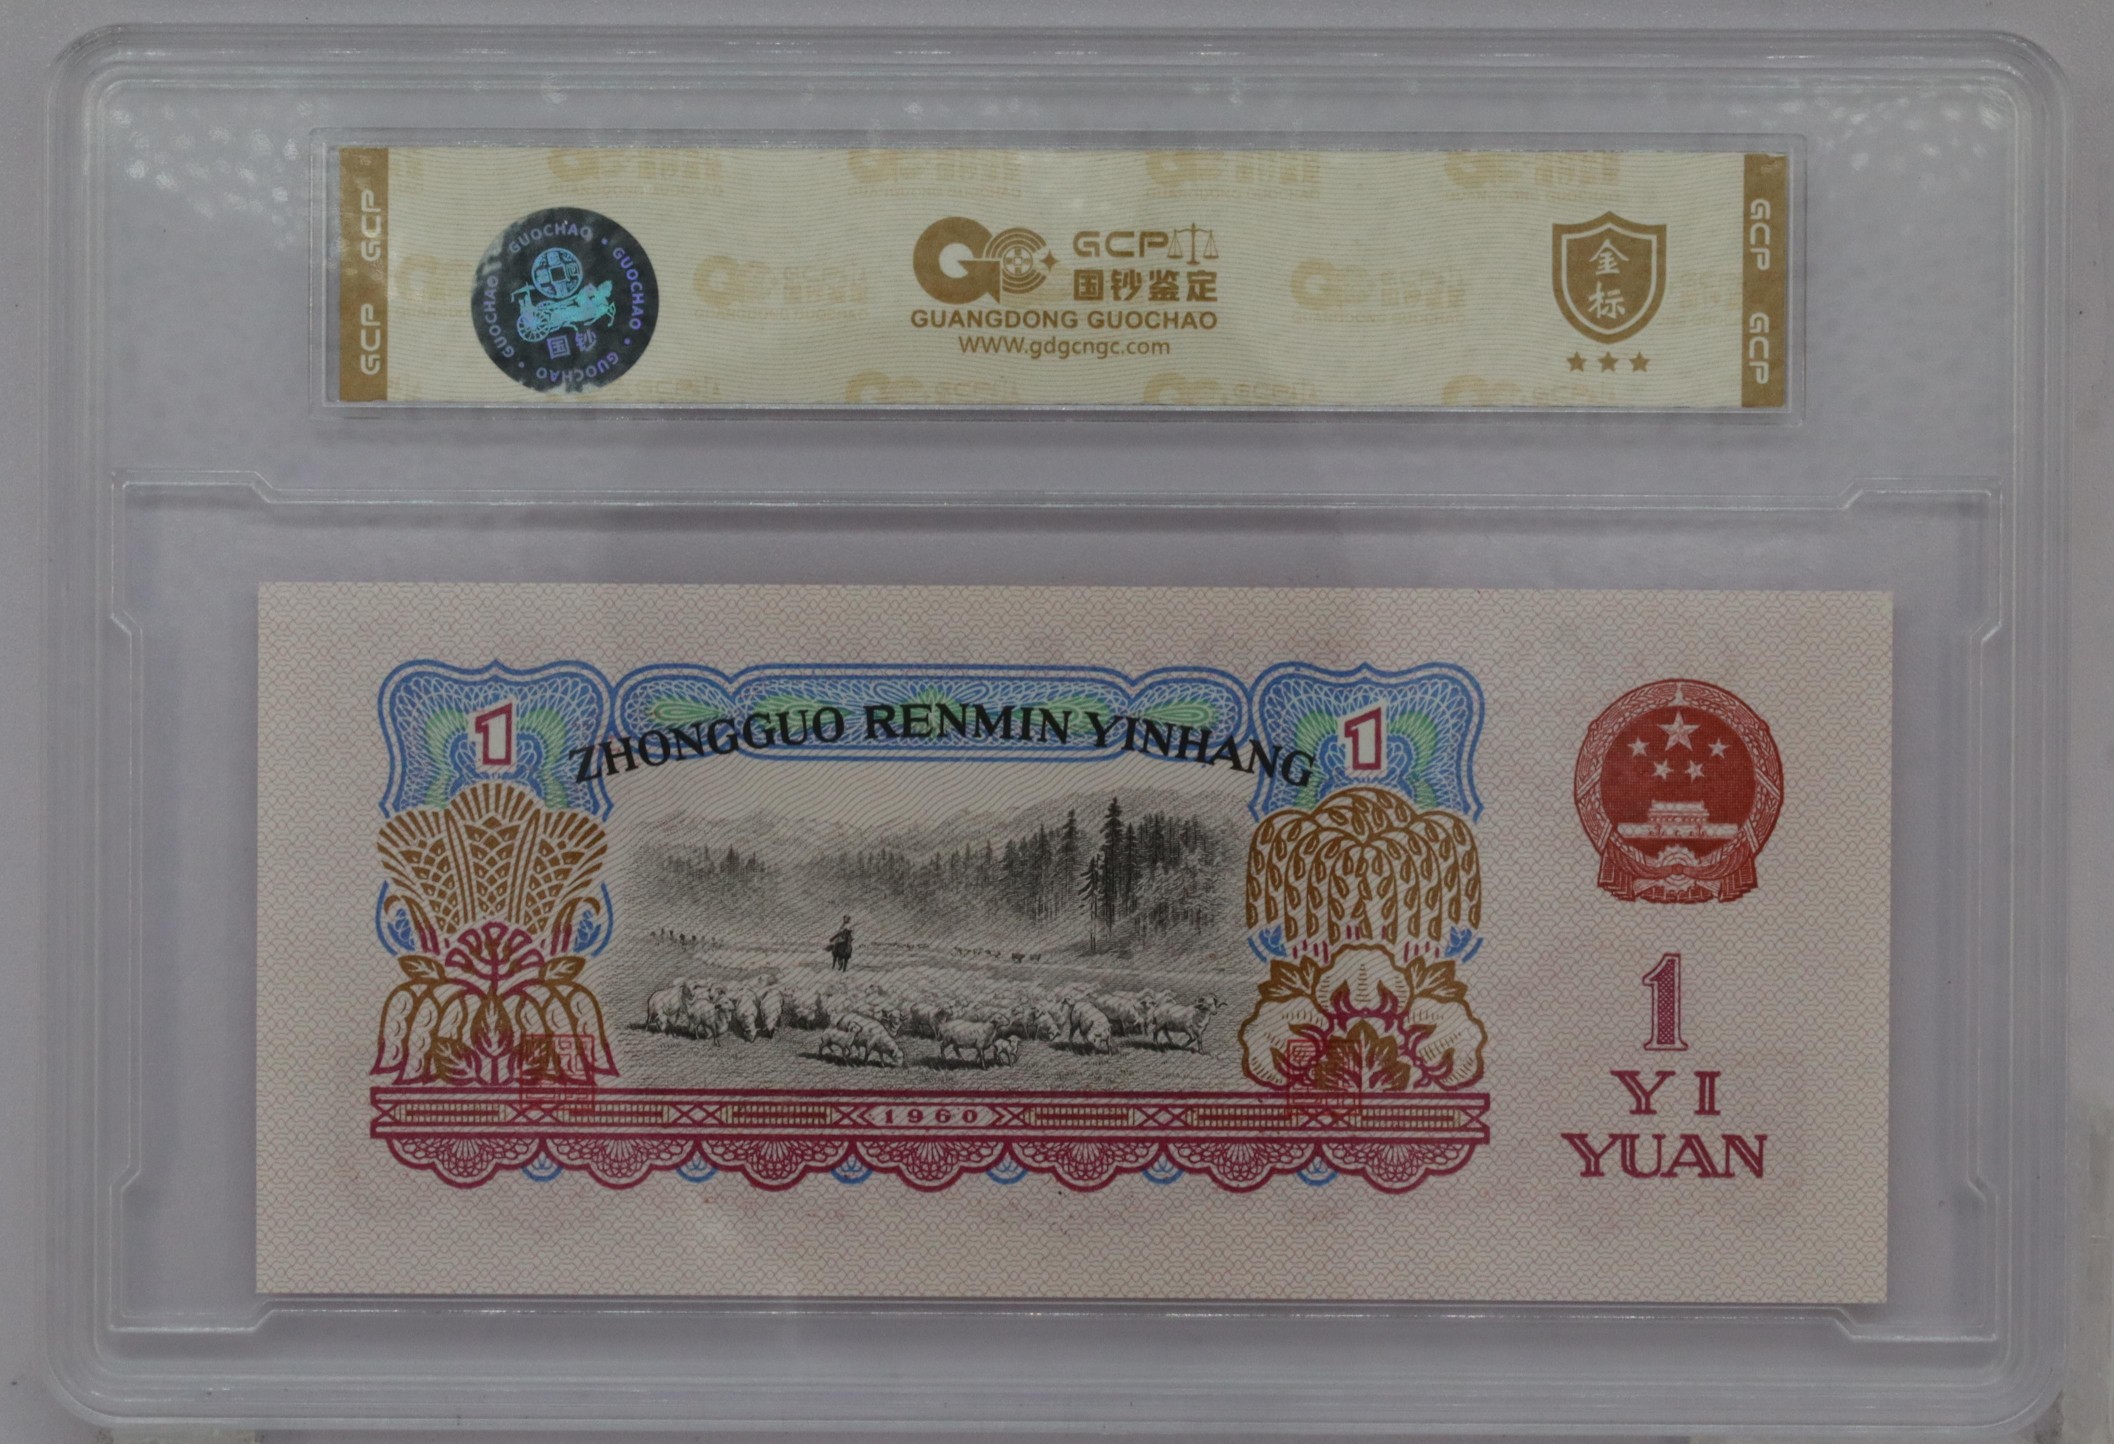 GCP GCP
GUOCHAO • GUOCHAO • GUOCHAO • GUOCHAO
国钞
GCP
国钞鉴定
GUANGDONG GUOCHAO
WWW.gdgcngc.com
金标
GCP GCP
1
ZHONGGUO RENMIN YINHANG
1
1960
1
YI
YUAN